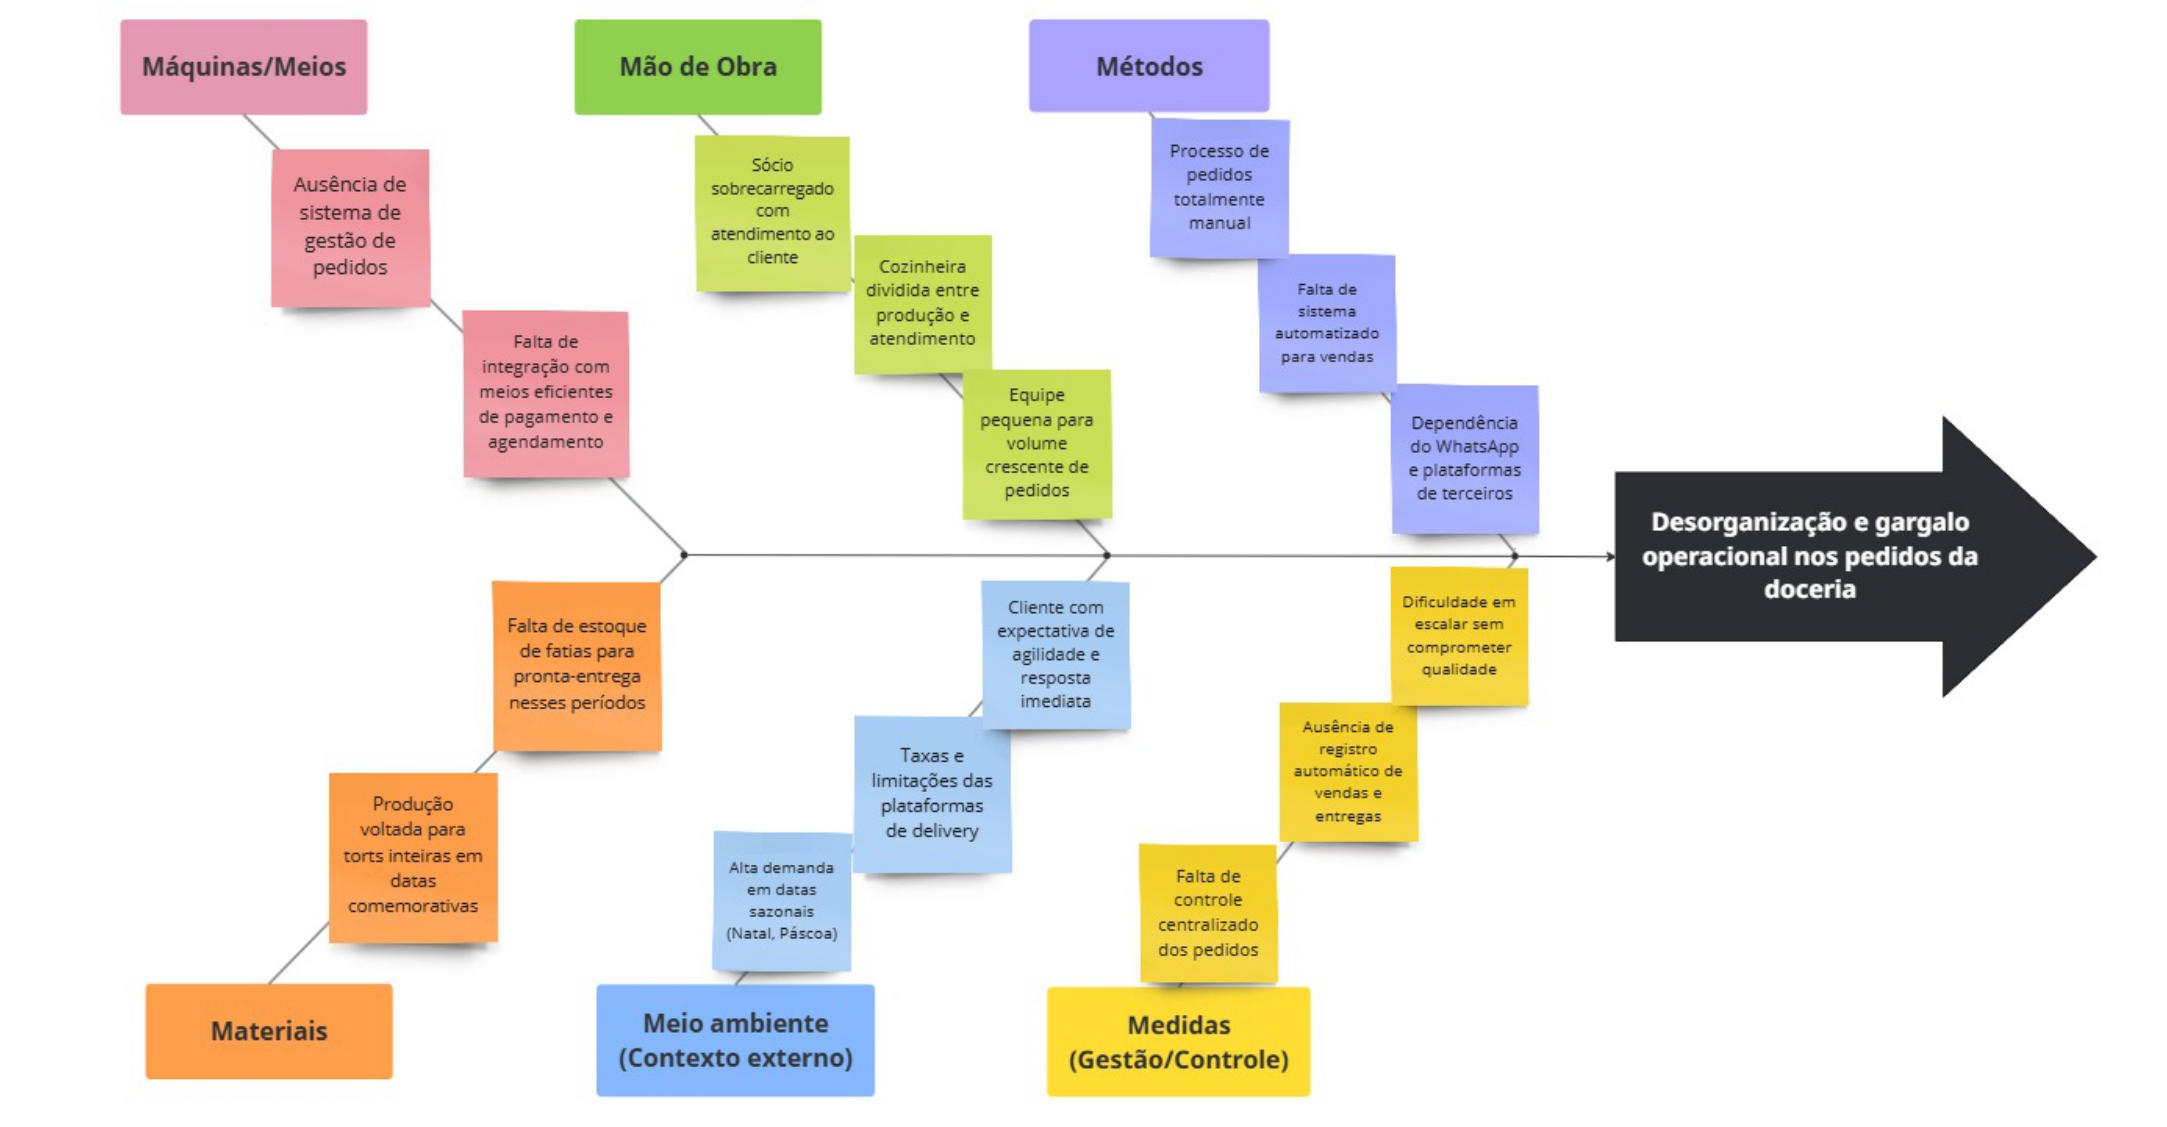 Máquinas/Meios
Ausência de
sistema de
gestão de
pedidos
Falta de
integração com
meios eficientes
de pagamento e
agendamento
Mão de Obra
Sócio
sobrecarregado
com
atendimento ao
cliente
Cozinheira
dividida entre
produção e
atendimento
Equipe
pequena para
volume
crescente de
pedidos
Métodos
Processo de
pedidos
totalmente
manual
Falta de
sistema
automatizado
para vendas
Dependência
do WhatsApp
e plataformas
de terceiros
Desorganização e gargalo
operacional nos pedidos da
doceria
Falta de estoque
de fatias para
pronta-entrega
nesses períodos
Produção
voltada para
torts inteiras em
datas
comemorativas
Materiais
Cliente com
expectativa de
agilidade e
resposta
imediata
Taxas e
limitações das
plataformas
de delivery
Alta demanda
em datas
sazonais
(Natal, Páscoa)
Meio ambiente
(Contexto externo)
Dificuldade em
escalar sem
comprometer
qualidade
Ausência de
registro
automático de
vendas e
entregas
Falta de
controle
centralizado
dos pedidos
Medidas
(Gestão/Controle)